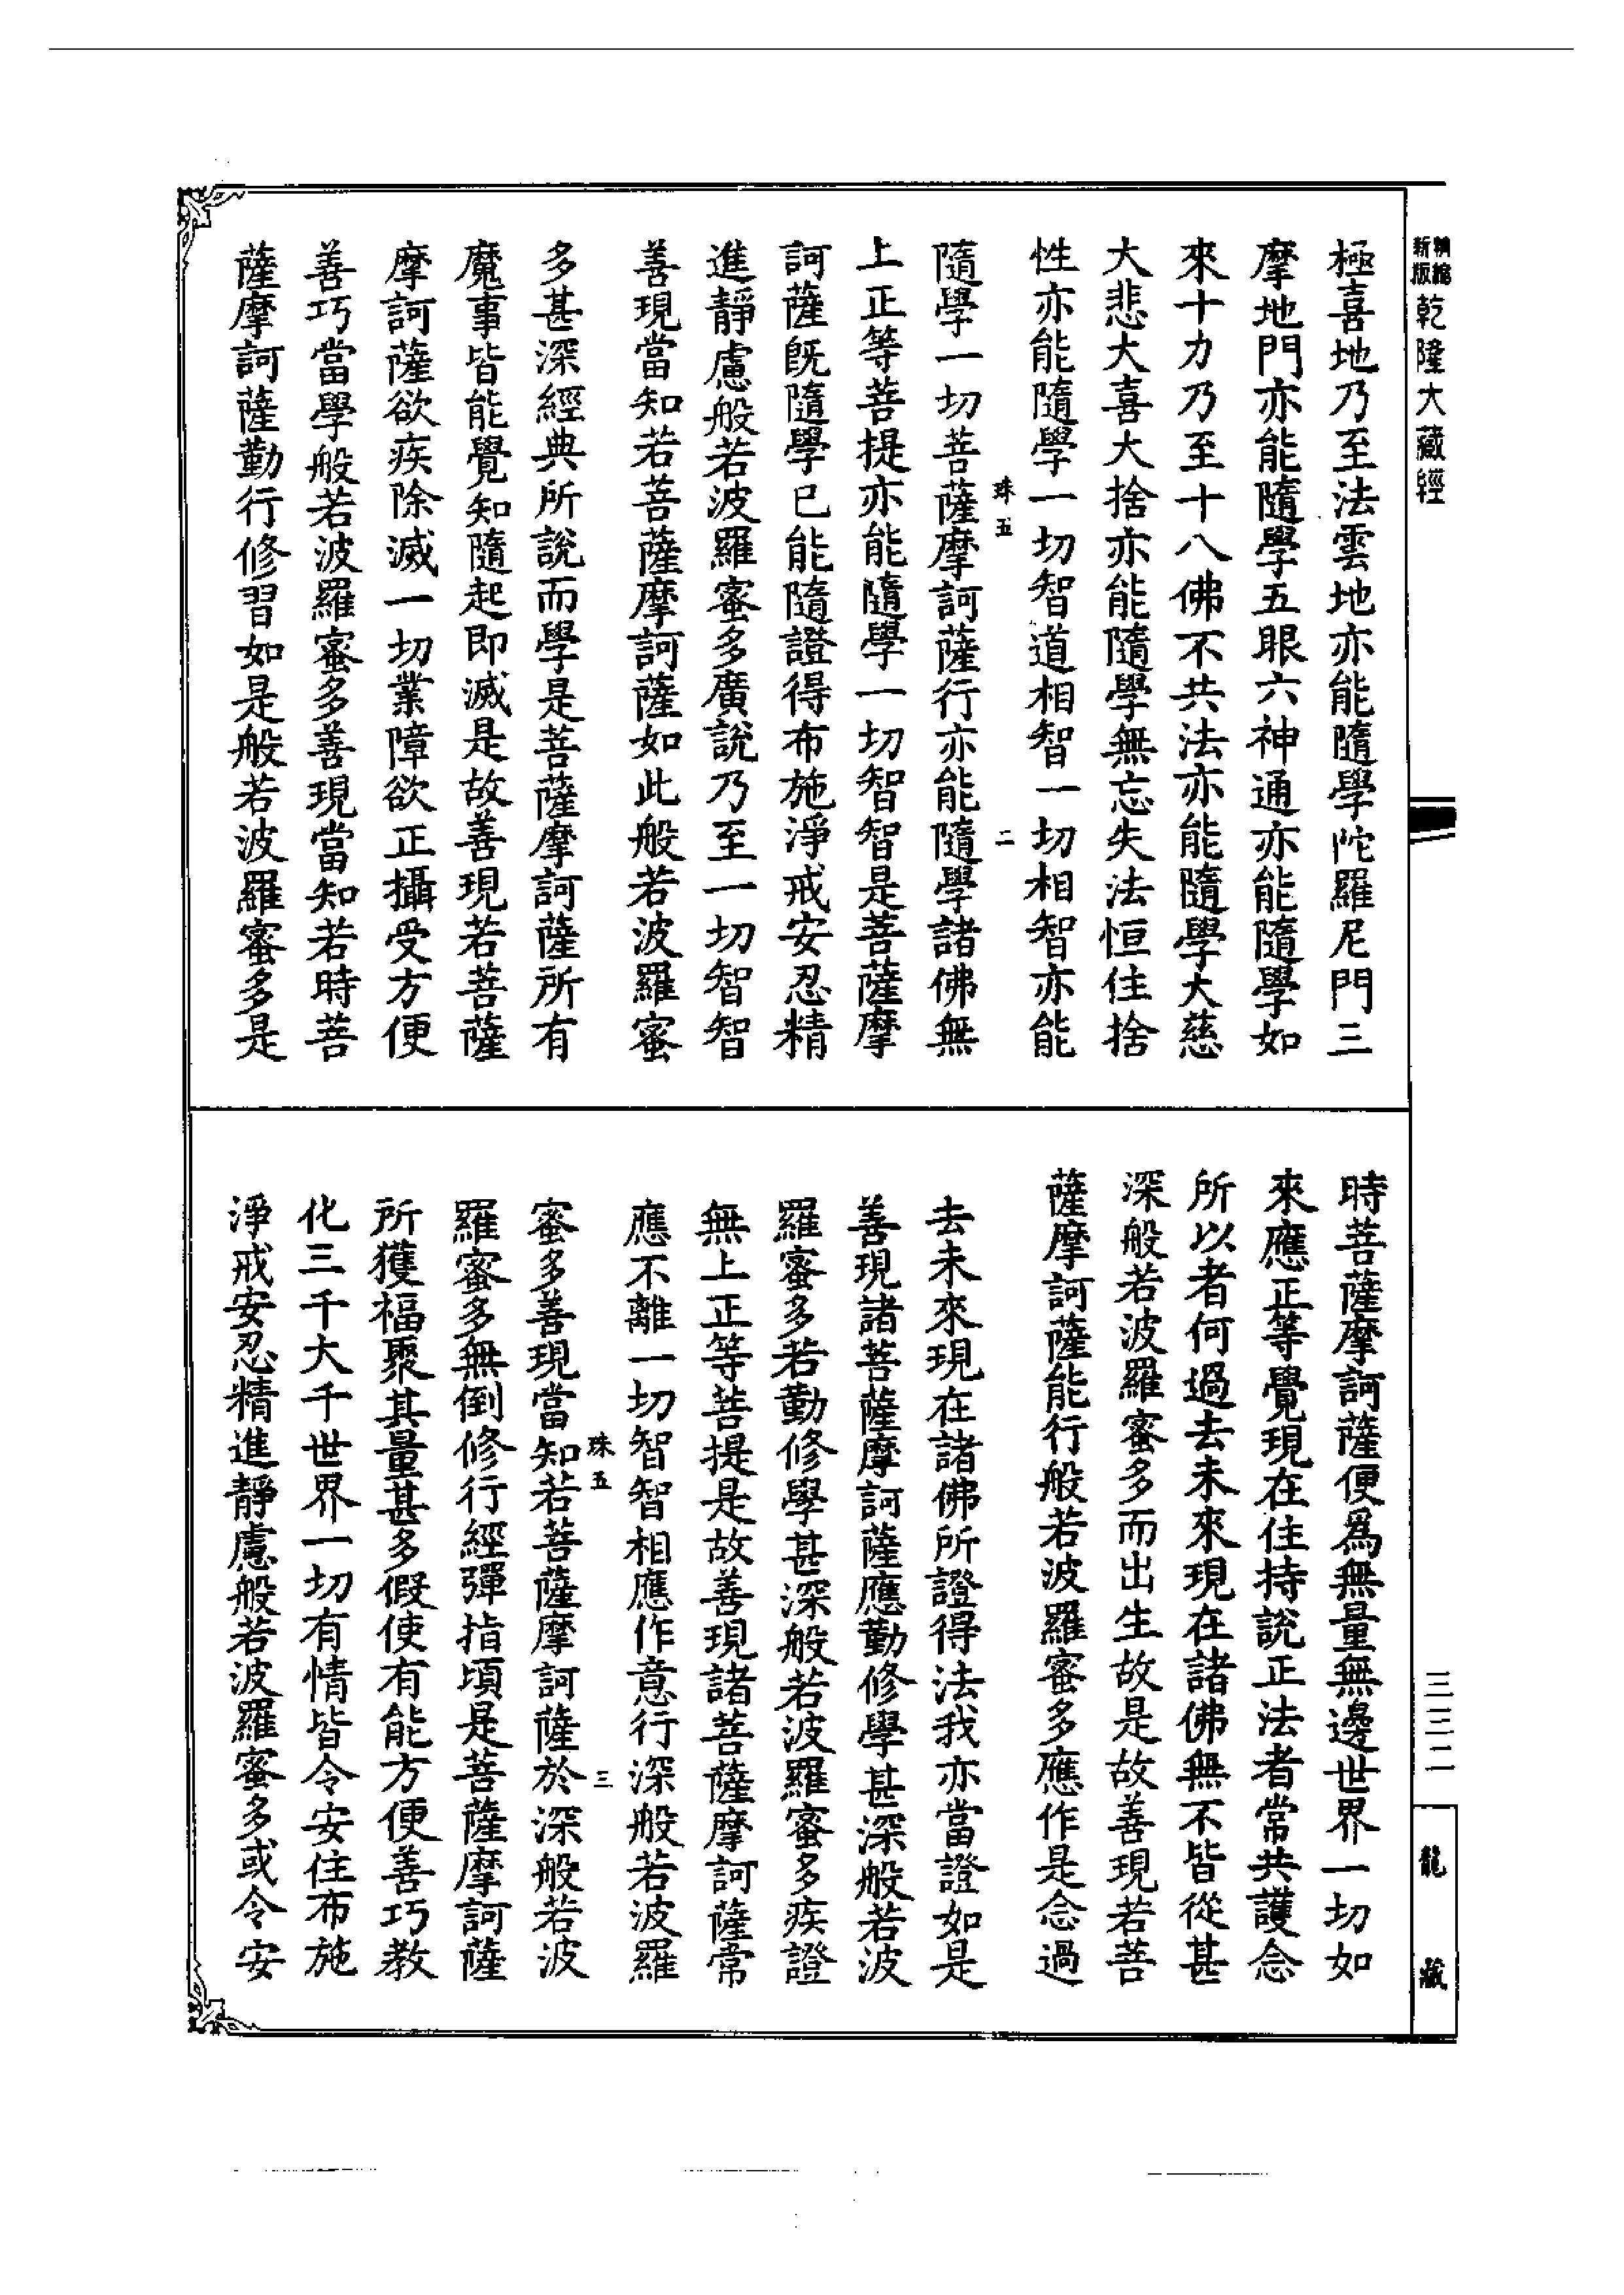 精縮新版乾隆大藏經
三三二
龍藏
極喜地乃至法雲地亦能隨學陀羅尼門三
摩地門亦能隨學五眼六神通亦能隨學如
來十力乃至十八佛不共法亦能隨學大慈
大悲大喜大捨亦能隨學無忘失法恒住捨
性亦能隨學一切智道相智一切相智亦能
珠五 二
隨學一切菩薩摩訶薩行亦能隨學諸佛無
上正等菩提亦能隨學一切智智是菩薩摩
訶薩旣隨學已能隨證得布施淨戒安忍精
進靜慮般若波羅蜜多廣說乃至一切智智
善現當知若菩薩摩訶薩如此般若波羅蜜
多甚深經典所說而學是菩薩摩訶薩所有
魔事皆能覺知隨起即滅是故善現若菩薩
摩訶薩欲疾除滅一切業障欲正攝受方便
善巧當學般若波羅蜜多善現當知若時菩
薩摩訶薩勤行修習如是般若波羅蜜多是
時菩薩摩訶薩便爲無量無邊世界一切如
來應正等覺現在住持說正法者常共護念
所以者何過去未來現在諸佛無不皆從甚
深般若波羅蜜多而出生故是故善現若菩
薩摩訶薩能行般若波羅蜜多應作是念過
去未來現在諸佛所證得法我亦當證如是
善現諸菩薩摩訶薩應勤修學甚深般若波
羅蜜多若勤修學甚深般若波羅蜜多疾證
無上正等菩提是故善現諸菩薩摩訶薩常
應不離一切智智相應作意行深般若波羅
珠五 三
蜜多善現當知若菩薩摩訶薩於深般若波
羅蜜多無倒修行經彈指頃是菩薩摩訶薩
所獲福聚其量甚多假使有能方便善巧教
化三千大千世界一切有情皆令安住布施
淨戒安忍精進靜慮般若波羅蜜多或令安